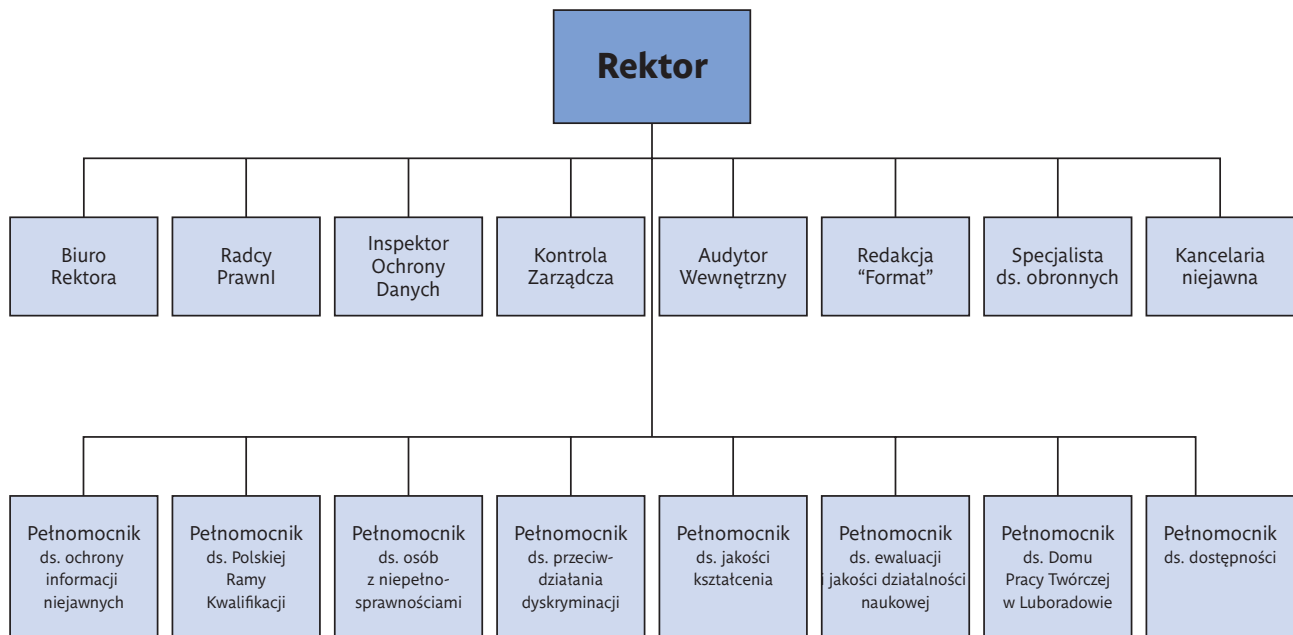 Rektor
Biuro
Rektora
Radcy
PrawnI
Inspektor
Ochrony
Danych
Kontrola
Zarządcza
Audytor
Wewnętrzny
Redakcja
“Format”
Specjalista
ds. obronnych
Kancelaria
niejawna
Pełnomocnik
ds. ochrony
informacji
niejawnych
Pełnomocnik
ds. Polskiej
Ramy
Kwalifikacji
Pełnomocnik
ds. osób
z niepełno-
sprawnościami
Pełnomocnik
ds. przeciw-
działania
dyskryminacji
Pełnomocnik
ds. jakości
kształcenia
Pełnomocnik
ds. ewaluacji
i jakości działalności
naukowej
Pełnomocnik
ds. Domu
Pracy Twórczej
w Luboradowie
Pełnomocnik
ds. dostępności